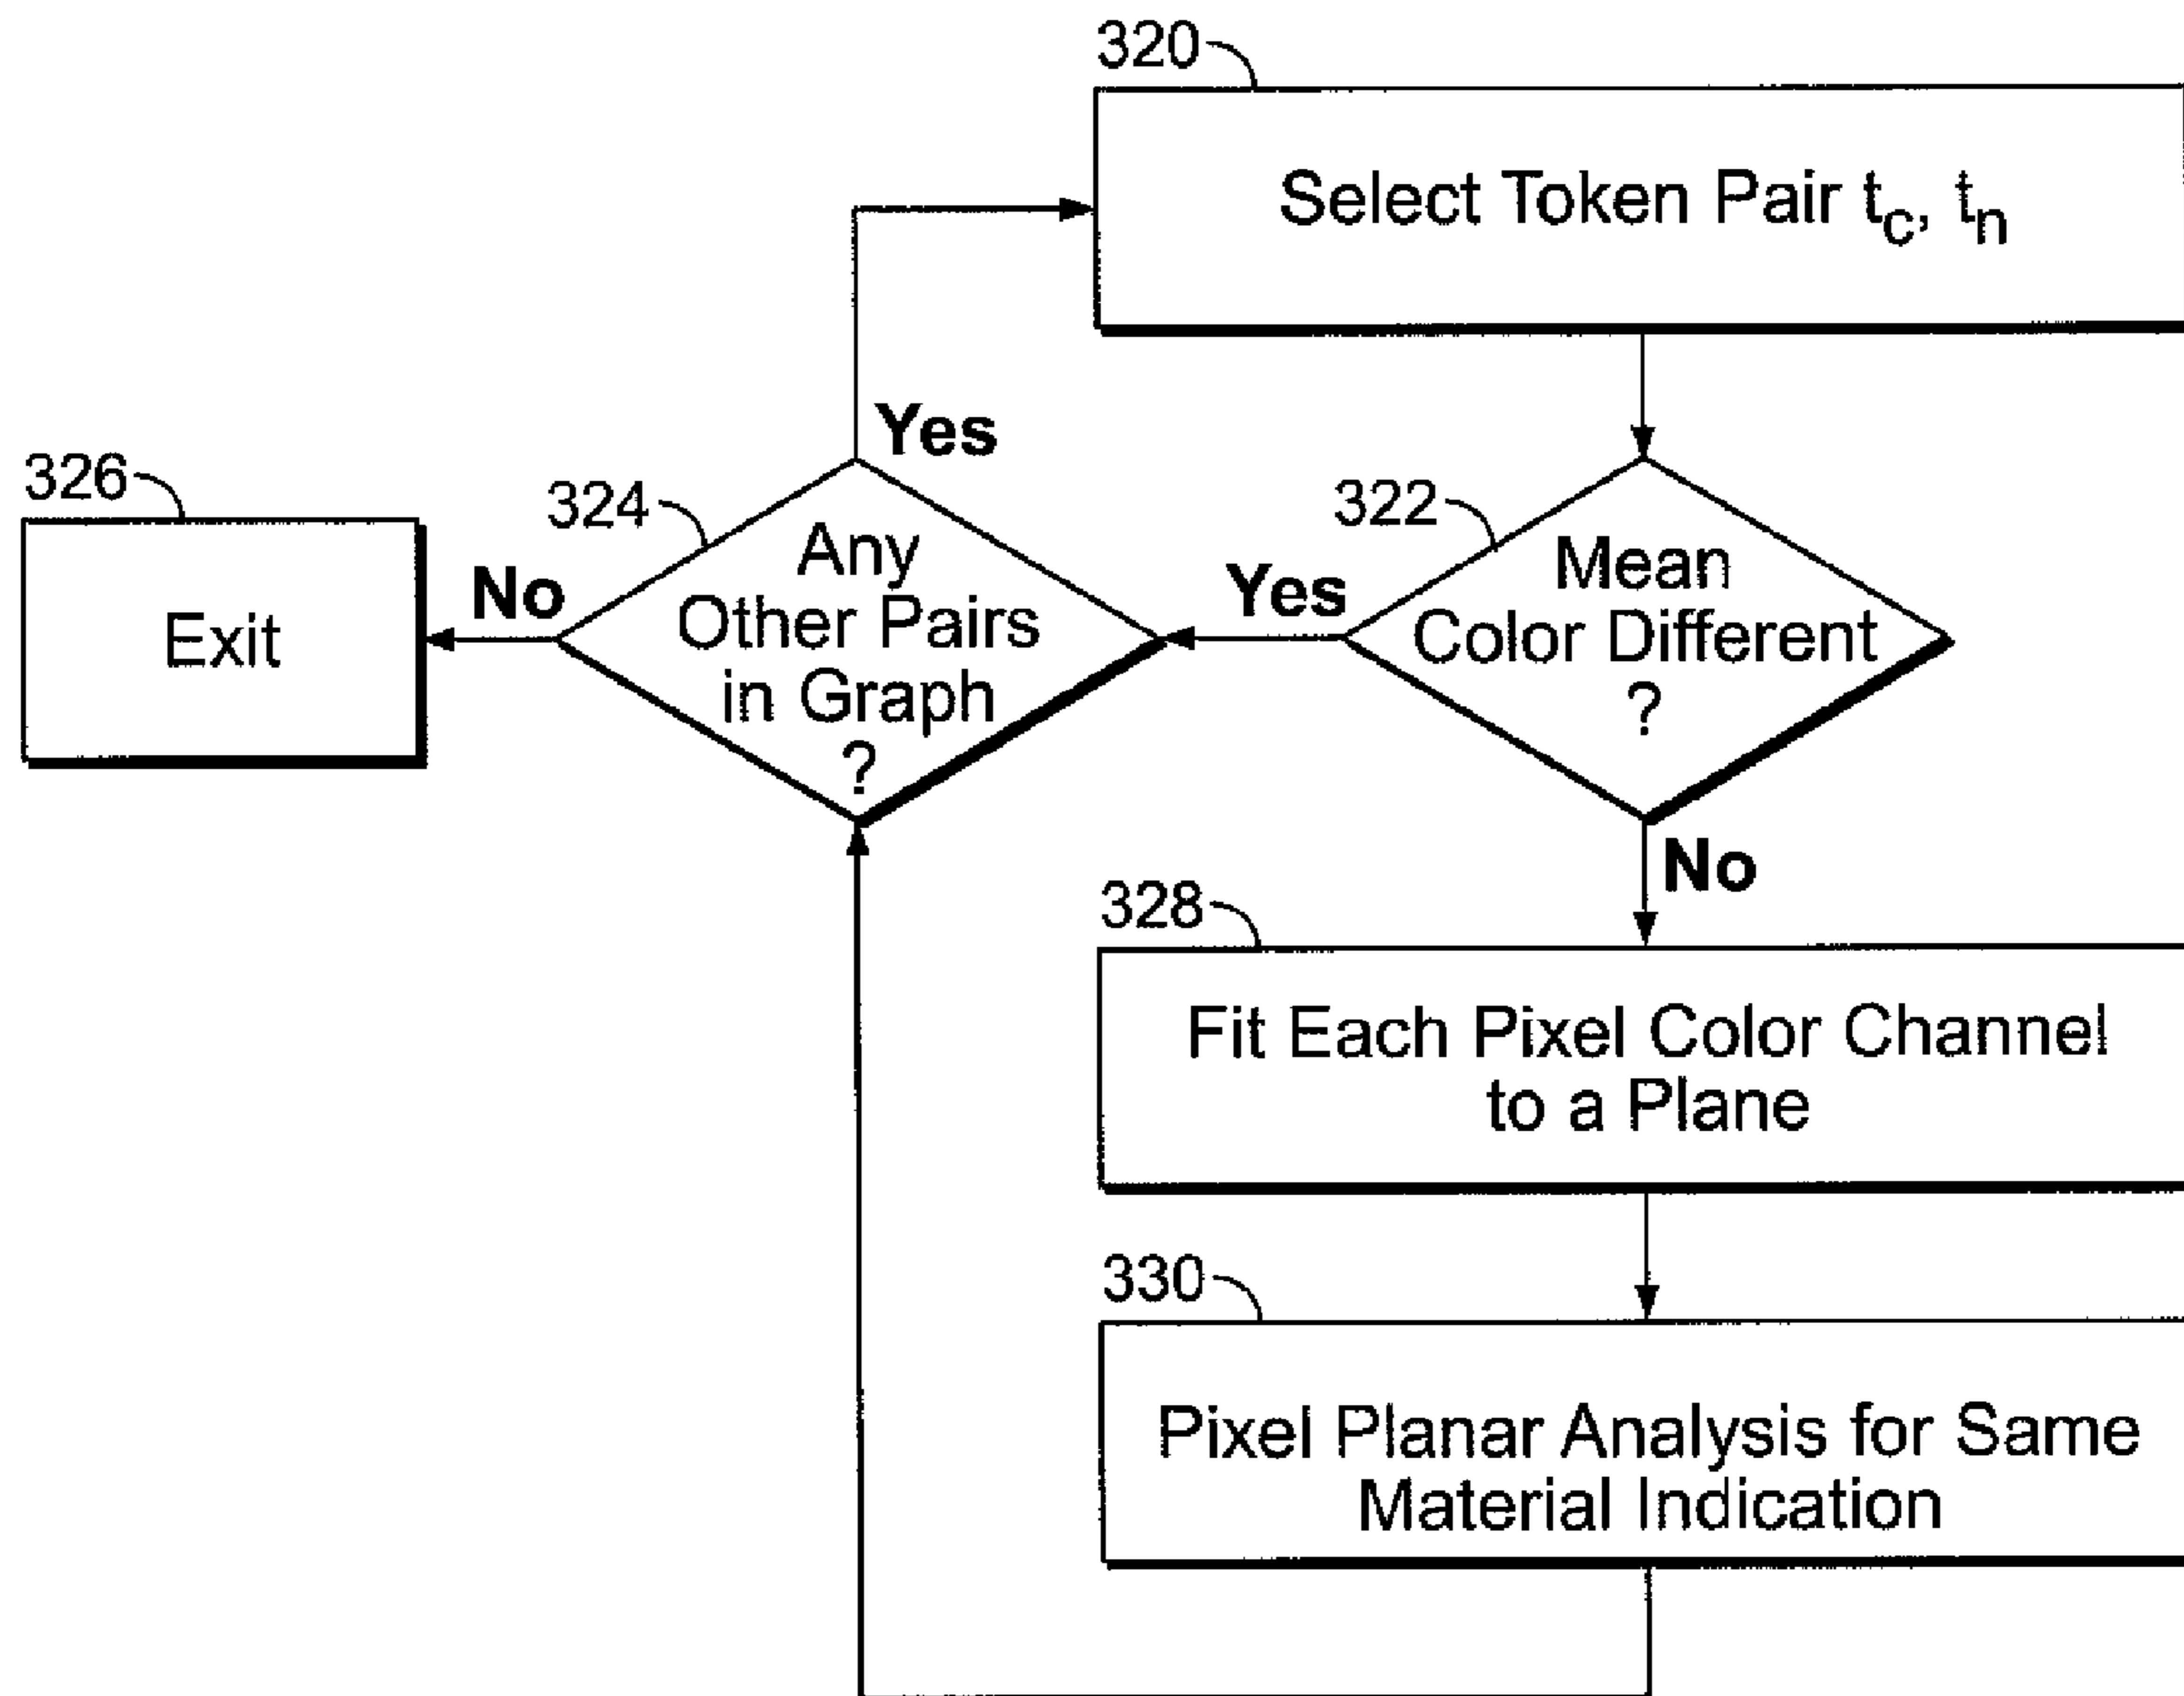 320
Select Token Pair tc, tn
Yes
326
324
322
Any
Other Pairs
in Graph
?
Mean
Color Different
?
No
Yes
Exit
No
328
Fit Each Pixel Color Channel
to a Plane
330
Pixel Planar Analysis for Same
Material Indication